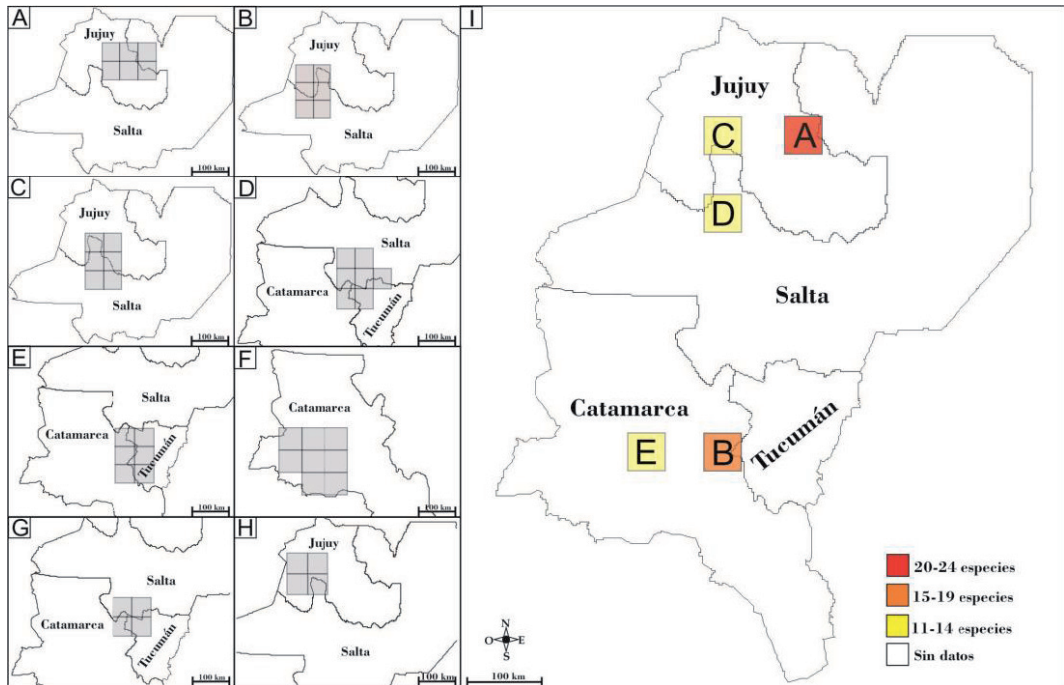 A
Jujuy
Salta
100 km
B
Jujuy
Salta
100 km
C
Jujuy
Salta
100 km
D
Salta
Catamarca
Tucumán
100 km
E
Salta
Catamarca
Tucumán
100 km
F
Catamarca
100 km
G
Salta
Catamarca
Tucumán
100 km
H
Jujuy
Salta
100 km
I
Jujuy
C
A
D
Salta
Catamarca
Tucumán
E
B
20-24 especies
15-19 especies
11-14 especies
Sin datos
N
O
E
S
100 km